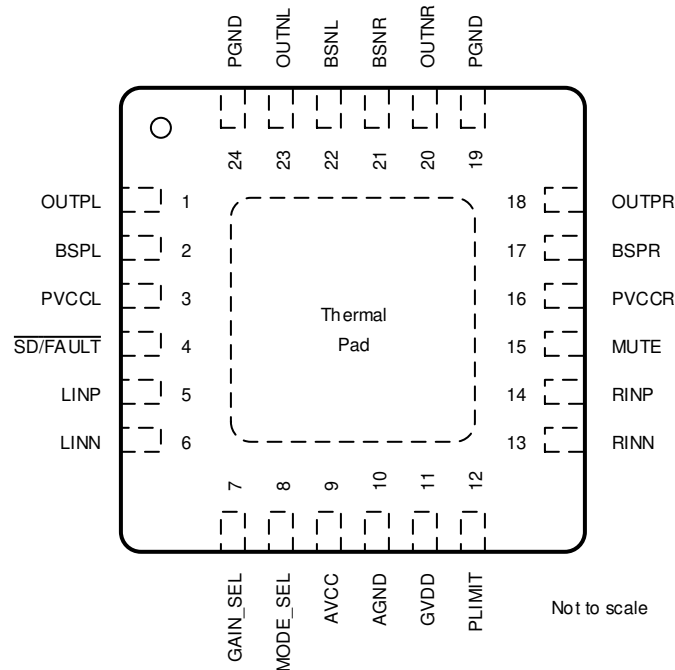 PGND
OUTNL
BSNL
BSNR
OUTNR
PGND
24
23
22
21
20
19
OUTPL 1
18 OUTPR
BSPL 2
17 BSPR
PVCCL 3
16 PVCCR
SD/FAULT 4
15 MUTE
LINP 5
14 RINP
LINN 6
13 RINN
Thermal
Pad
7
8
9
10
11
12
GAIN_SEL
MODE_SEL
AVCC
AGND
GVDD
PLIMIT
Not to scale